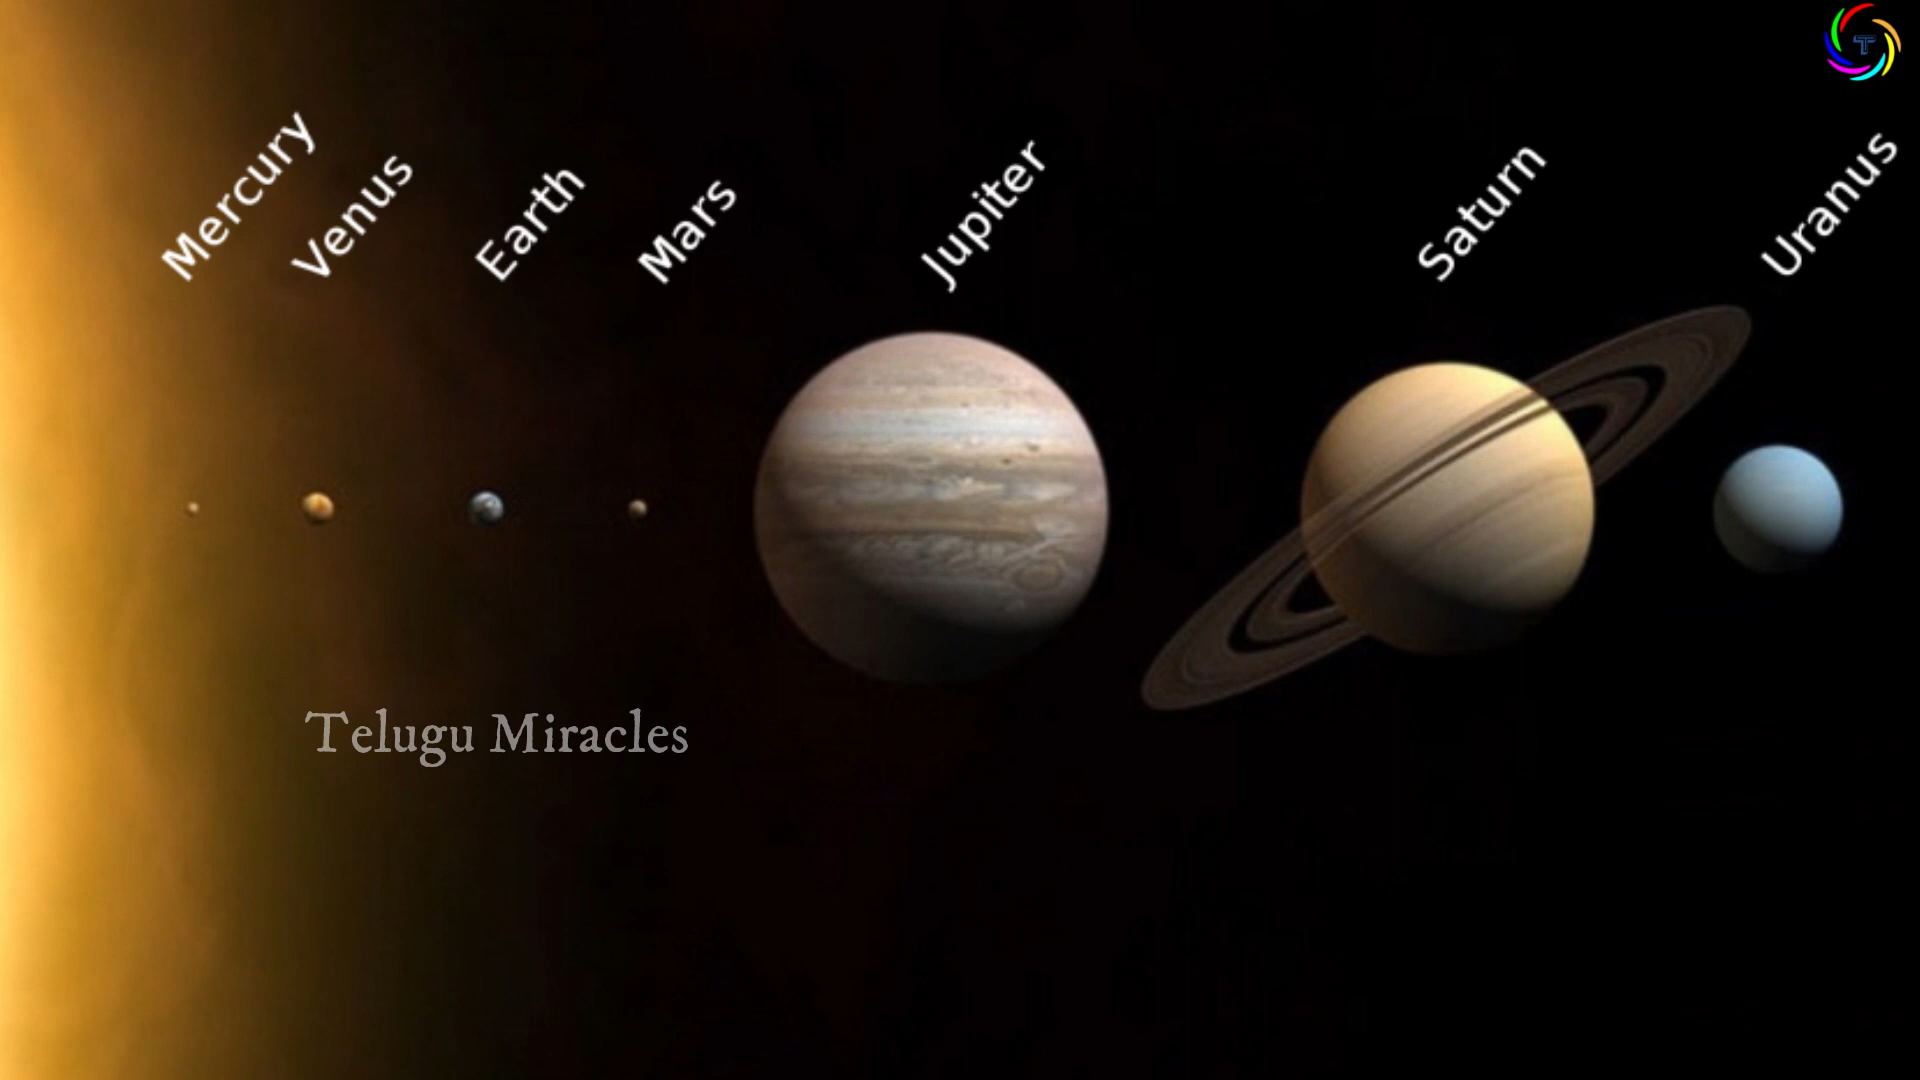 Mercury
Venus
Earth
Mars
Jupiter
Saturn
Uranus
T
Telugu Miracles